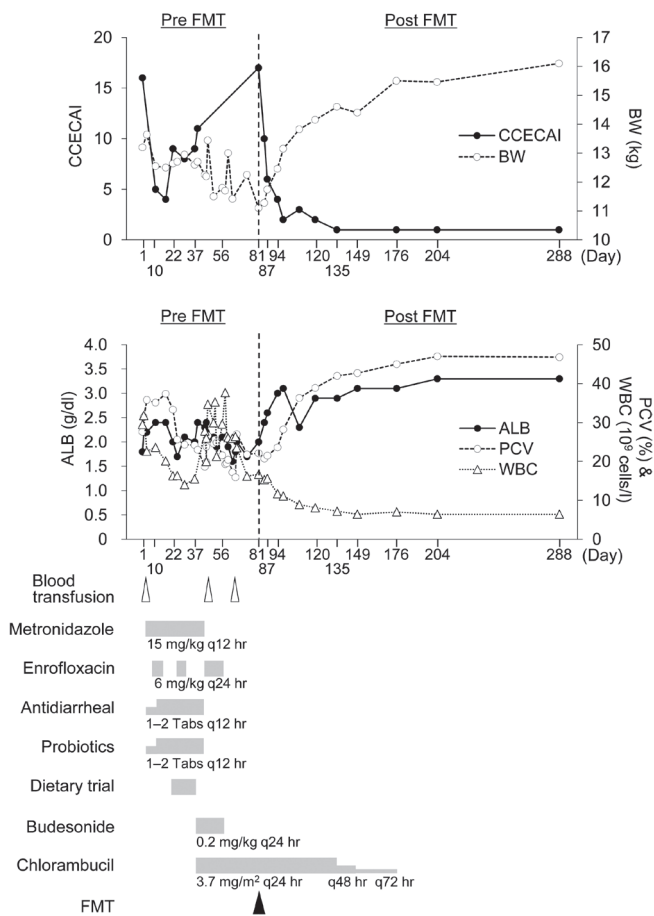 Pre FMT Post FMT
20 17
16
15 15
14
10 13
12
5 11
0 10
CCECAI
BW (kg)
CCECAI
BW
1 22 37 56 81 94 120 149 176 204 288 (Day)
10 87 135
Pre FMT Post FMT
4.0 50
3.5
3.0 40
2.5 30
2.0
1.5 20
1.0 10
0.5
0 0
ALB (g/dl)
PCV (%) &
WBC (10⁹ cells/l)
ALB
PCV
WBC
1 22 37 56 81 94 120 149 176 204 288 (Day)
10 87 135
Blood
transfusion
Metronidazole
15 mg/kg q12 hr
Enrofloxacin
6 mg/kg q24 hr
Antidiarrheal
1–2 Tabs q12 hr
Probiotics
1–2 Tabs q12 hr
Dietary trial
Budesonide
0.2 mg/kg q24 hr
Chlorambucil
3.7 mg/m² q24 hr q48 hr q72 hr
FMT